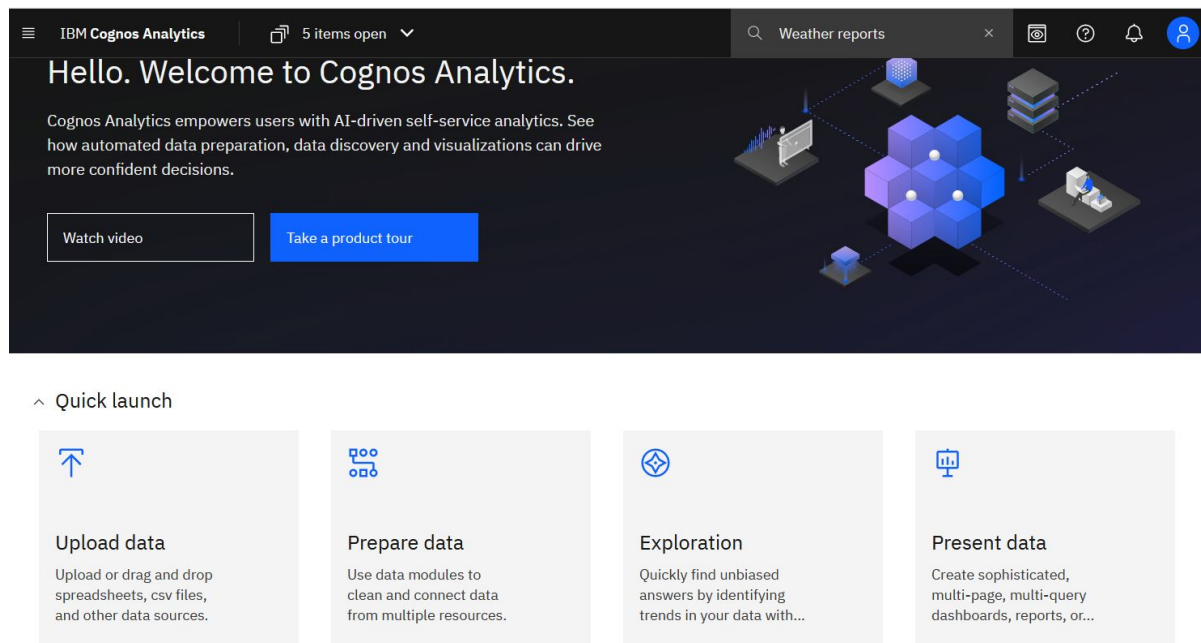 IBM Cognos Analytics
5 items open
Weather reports
Hello. Welcome to Cognos Analytics.
Cognos Analytics empowers users with AI-driven self-service analytics. See
how automated data preparation, data discovery and visualizations can drive
more confident decisions.
Watch video
Take a product tour
Quick launch
Upload data
Upload or drag and drop
spreadsheets, csv files,
and other data sources.
Prepare data
Use data modules to
clean and connect data
from multiple resources.
Exploration
Quickly find unbiased
answers by identifying
trends in your data with...
Present data
Create sophisticated,
multi-page, multi-query
dashboards, reports, or...